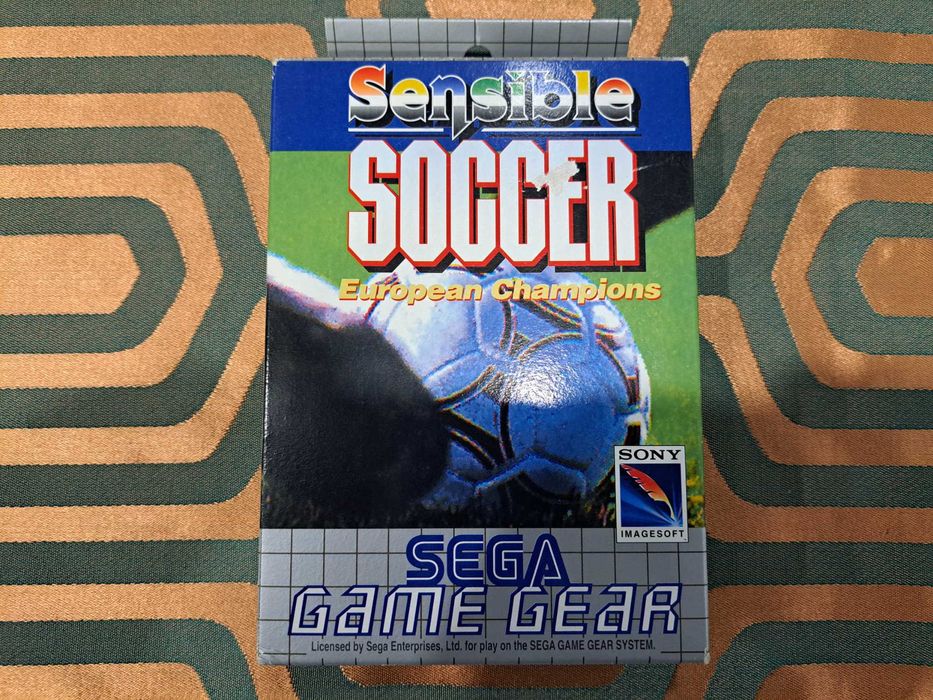 Sensible
SOCCER
European Champions
SONY
IMAGESOFT
SEGA
GAME GEAR
Licensed by Sega Enterprises, Ltd. for play on the SEGA GAME GEAR SYSTEM.